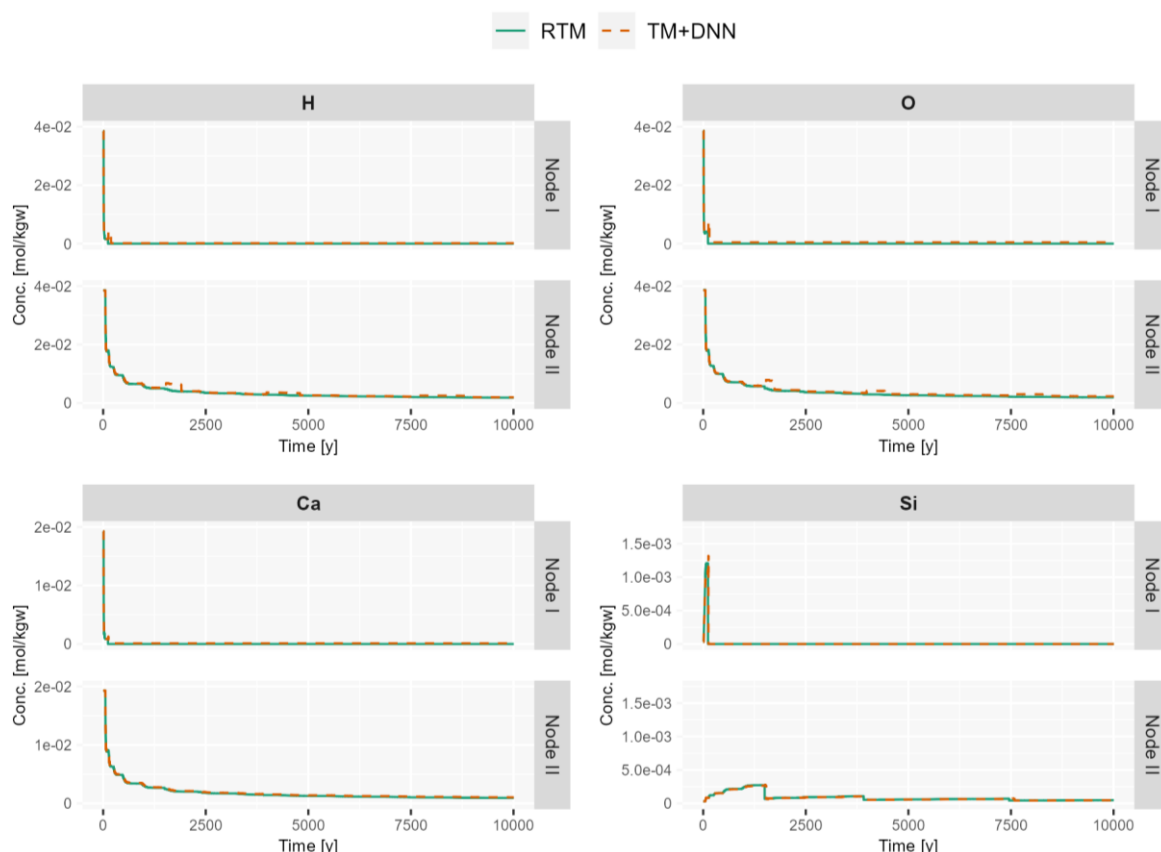 RTM TM+DNN
H
Conc. [mol/kgw]
4e-02
2e-02
0
Node I
4e-02
2e-02
0
Node II
0 2500 5000 7500 10000
Time [y]
O
Conc. [mol/kgw]
4e-02
2e-02
0
Node I
4e-02
2e-02
0
Node II
0 2500 5000 7500 10000
Time [y]
Ca
Conc. [mol/kgw]
2e-02
1e-02
0
Node I
2e-02
1e-02
0
Node II
0 2500 5000 7500 10000
Time [y]
Si
Conc. [mol/kgw]
1.5e-03
1.0e-03
5.0e-04
0
Node I
1.5e-03
1.0e-03
5.0e-04
0
Node II
0 2500 5000 7500 10000
Time [y]